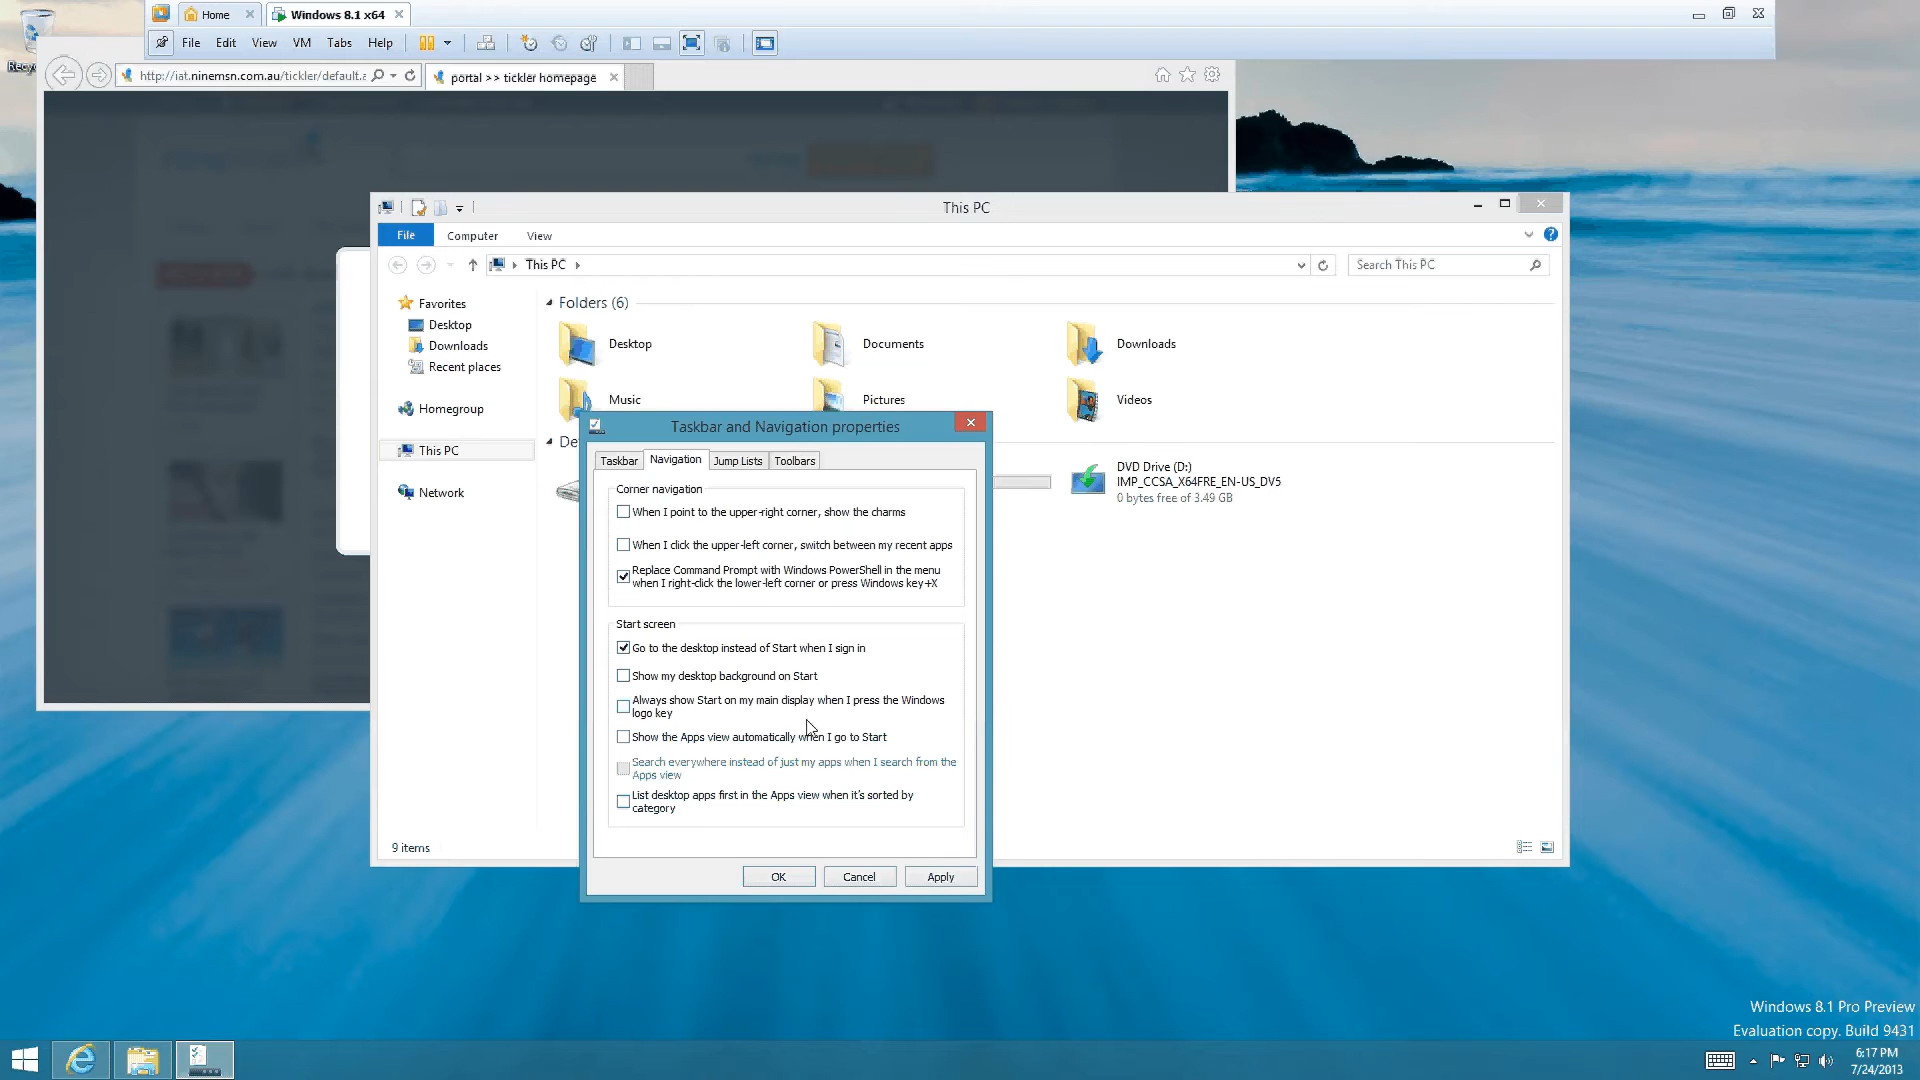 Home
Windows 8.1 x64
File Edit View VM Tabs Help
http://iat.ninemsn.com.au/tickler/default.a
portal >> tickler homepage
This PC
File Computer View
This PC
Search This PC
Favorites
Desktop
Downloads
Recent places
Homegroup
This PC
Network
Folders (6)
Desktop
Documents
Downloads
Music
Pictures
Videos
DVD Drive (D:)
IMP_CCSA_X64FRE_EN-US_DV5
0 bytes free of 3.49 GB
9 items
Taskbar and Navigation properties
Taskbar Navigation Jump Lists Toolbars
Corner navigation
When I point to the upper-right corner, show the charms
When I click the upper-left corner, switch between my recent apps
Replace Command Prompt with Windows PowerShell in the menu
when I right-click the lower-left corner or press Windows key+X
Start screen
Go to the desktop instead of Start when I sign in
Show my desktop background on Start
Always show Start on my main display when I press the Windows
logo key
Show the Apps view automatically when I go to Start
Search everywhere instead of just my apps when I search from the
Apps view
List desktop apps first in the Apps view when it's sorted by
category
OK Cancel Apply
Windows 8.1 Pro Preview
Evaluation copy. Build 9431
6:17 PM
7/24/2013